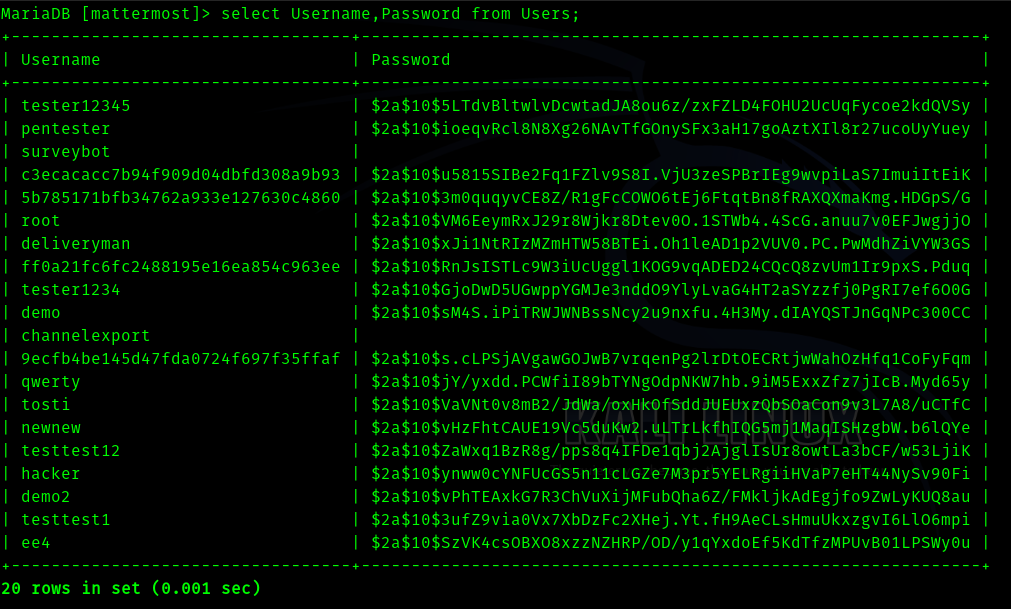 MariaDB [mattermost]> select Username,Password from Users;
+----------------------------------+--------------------------------------------------------------+
| Username                         | Password                                                     |
+----------------------------------+--------------------------------------------------------------+
| tester12345                      | $2a$10$5LTdvBltwlvDcwtadJA8ou6z/zxFZLD4FOHU2UcUqFycoe2kdQVSy |
| pentester                        | $2a$10$ioeqvRcl8N8Xg26NAvTfGOnySFx3aH17goAztXIl8r27ucoUyYuey |
| surveybot                        |                                                              |
| c3ecacacc7b94f909d04dbfd308a9b93 | $2a$10$u5815SIBe2Fq1FZlv9S8I.VjU3zeSPBrIEg9wvpiLaS7ImuiItEiK |
| 5b785171bfb34762a933e127630c4860 | $2a$10$3m0quqyvCE8Z/R1gFcCOWO6tEj6FtqtBn8fRAXQXmaKmg.HDGpS/G |
| root                             | $2a$10$VM6EeymRxJ29r8Wjkr8Dtev0O.1STWb4.4ScG.anuu7v0EFJwgjjO |
| deliveryman                      | $2a$10$xJi1NtRIzMZmHTW58BTEi.Oh1leAD1p2VUV0.PC.PwMdhZiVYW3GS |
| ff0a21fc6fc2488195e16ea854c963ee | $2a$10$RnJsISTLc9W3iUcUggl1KOG9vqADED24CQcQ8zvUm1Ir9pxS.Pduq |
| tester1234                       | $2a$10$GjoDwD5UGwppYGMJe3nddO9YlyLvaG4HT2aSYzzfj0PgRI7ef6O0G |
| demo                             | $2a$10$sM4S.iPiTRWJWNBssNcy2u9nxfu.4H3My.dIAYQSTJnGqNPc300CC |
| channelexport                    |                                                              |
| 9ecfb4be145d47fda0724f697f35ffaf | $2a$10$s.cLPSjAVgawGOJwB7vrqenPg2lrDtOECRtjwWahOzHfq1CoFyFqm |
| qwerty                           | $2a$10$jY/yxdd.PCWfiI89bTYNgOdpNKW7hb.9iM5ExxZfz7jIcB.Myd65y |
| tosti                            | $2a$10$VaVNt0v8mB2/JdWa/oxHkOfSddJUEUxzQbSOaCon9v3L7A8/uCTfC |
| newnew                           | $2a$10$vHzFhtCAUE19Vc5duKw2.uLTrLkfhIQG5mj1MaqISHzgbW.b6lQYe |
| testtest12                       | $2a$10$ZaWxq1BzR8g/pps8q4IFDe1qbj2AjglIsUr8owtLa3bCF/w53LjiK |
| hacker                           | $2a$10$ynww0cYNFUcGS5n11cLGZe7M3pr5YELRgiiHVaP7eHT44NySv90Fi |
| demo2                            | $2a$10$vPhTEAxkG7R3ChVuXijMFubQha6Z/FMkljkAdEgjfo9ZwLyKUQ8au |
| testtest1                        | $2a$10$3ufZ9via0Vx7XbDzFc2XHej.Yt.fH9AeCLsHmuUkxzgvI6LlO6mpi |
| ee4                              | $2a$10$SzVK4csOBXO8xzzNZHRP/OD/y1qYxdoEf5KdTfzMPUvB01LPSWy0u |
+----------------------------------+--------------------------------------------------------------+
20 rows in set (0.001 sec)
KALI LINUX